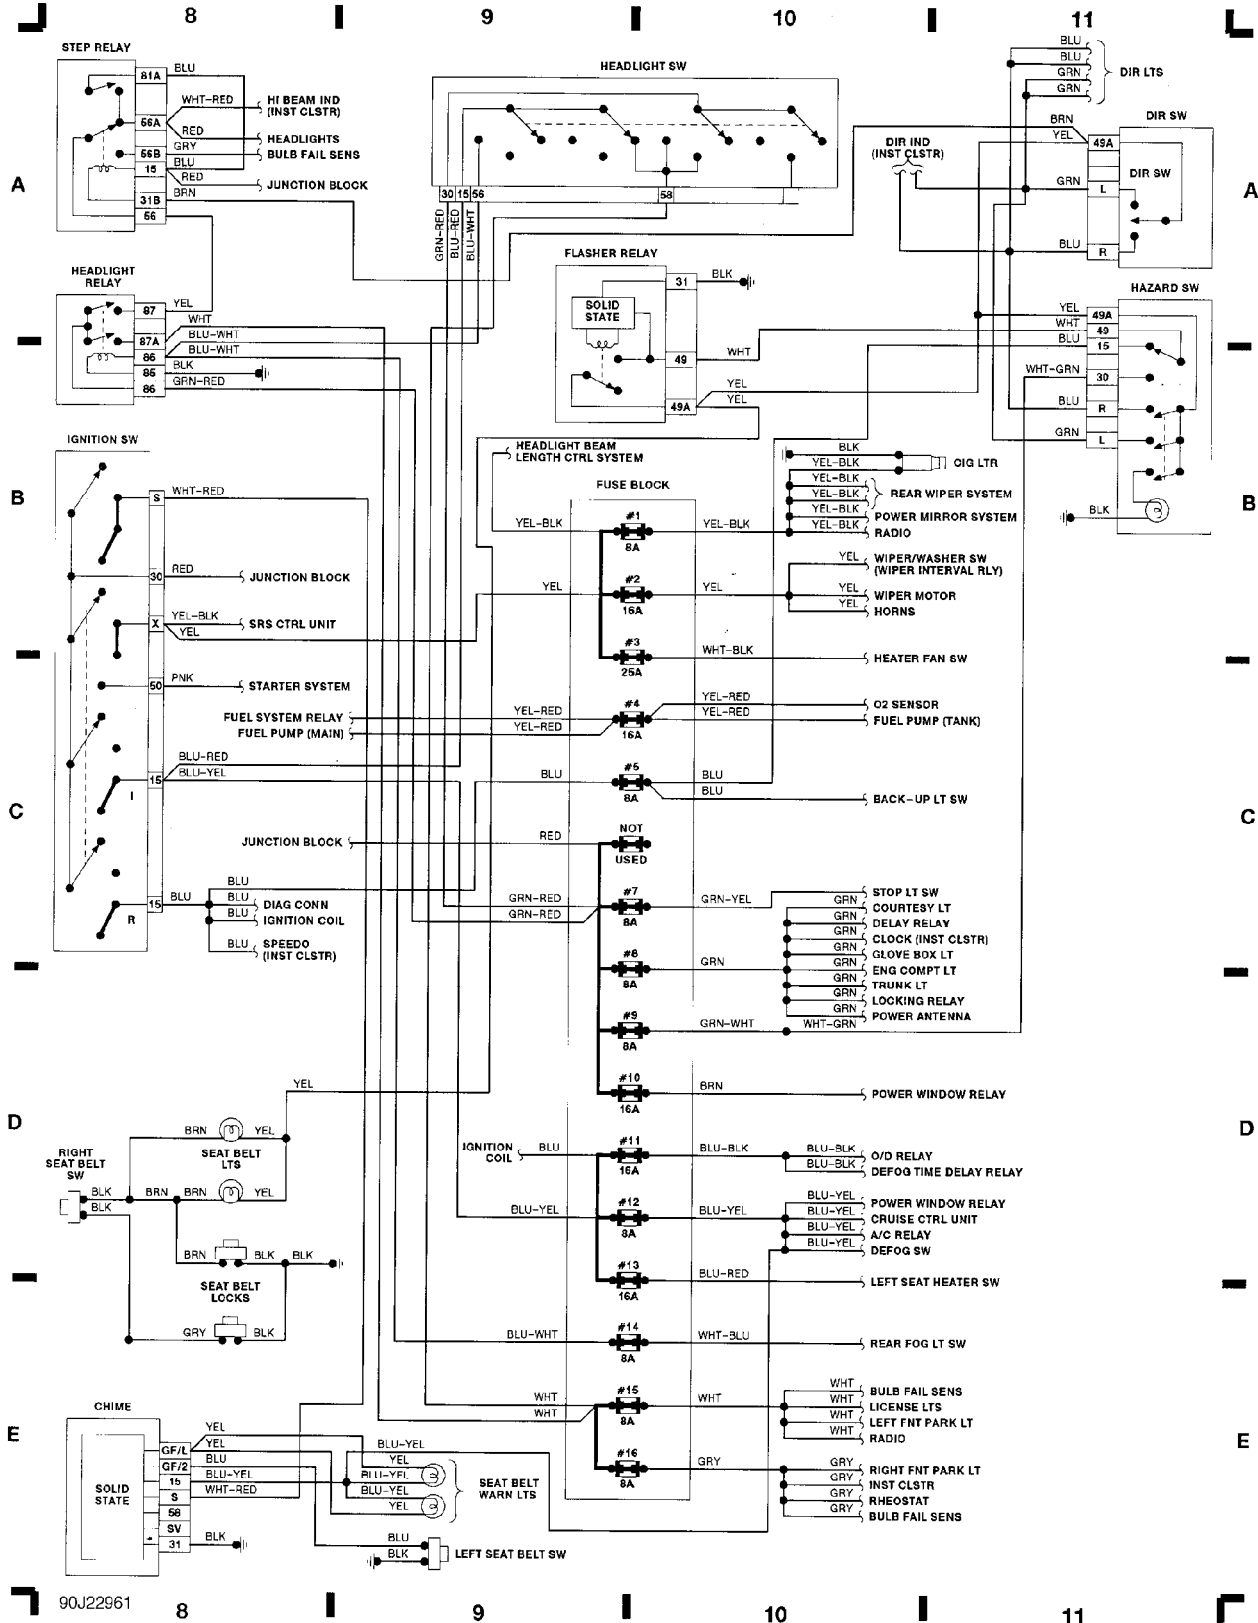 8
9
10
11
A
A
B
B
C
C
D
D
E
E
STEP RELAY
81A
BLU
WHT-RED
HI BEAM IND
(INST CLSTR)
56A
RED
HEADLIGHTS
GRY
56B
BULB FAIL SENS
BLU
15
RED
JUNCTION BLOCK
BRN
31B
56
HEADLIGHT SW
30
15
56
58
GRN-RED
BLU-RED
BLU-WHT
BLU
BLU
GRN
GRN
DIR LTS
BRN
YEL
DIR SW
DIR IND
(INST CLSTR)
49A
DIR SW
GRN
L
BLU
R
HEADLIGHT
RELAY
87
YEL
WHT
87A
BLU-WHT
86
BLU-WHT
BLK
85
GRN-RED
86
FLASHER RELAY
31
BLK
SOLID
STATE
49
WHT
YEL
49A
YEL
HAZARD SW
YEL
49A
WHT
49
BLU
15
WHT-GRN
30
BLU
R
GRN
L
BLK
IGNITION SW
S
WHT-RED
30
RED
JUNCTION BLOCK
X
YEL-BLK
SRS CTRL UNIT
YEL
50
PNK
STARTER SYSTEM
FUEL SYSTEM RELAY
FUEL PUMP (MAIN)
BLU-RED
15
BLU-YEL
I
JUNCTION BLOCK
15
BLU
R
BLU
BLU
DIAG CONN
BLU
IGNITION COIL
BLU
SPEEDO
(INST CLSTR)
HEADLIGHT BEAM
LENGTH CTRL SYSTEM
FUSE BLOCK
YEL-BLK
#1
8A
YEL-BLK
BLK
YEL-BLK
CIG LTR
YEL-BLK
YEL-BLK
REAR WIPER SYSTEM
YEL-BLK
POWER MIRROR SYSTEM
YEL-BLK
RADIO
YEL
#2
16A
YEL
YEL
WIPER/WASHER SW
(WIPER INTERVAL RLY)
YEL
WIPER MOTOR
YEL
HORNS
#3
25A
WHT-BLK
HEATER FAN SW
YEL-RED
YEL-RED
#4
16A
YEL-RED
YEL-RED
O2 SENSOR
FUEL PUMP (TANK)
BLU
#5
8A
BLU
BLU
BACK-UP LT SW
RED
NOT
USED
GRN-RED
GRN-RED
#7
8A
GRN-YEL
STOP LT SW
GRN
COURTESY LT
GRN
DELAY RELAY
GRN
CLOCK (INST CLSTR)
GRN
GLOVE BOX LT
#8
8A
GRN
GRN
ENG COMPT LT
GRN
TRUNK LT
GRN
LOCKING RELAY
GRN
POWER ANTENNA
#9
8A
GRN-WHT
WHT-GRN
#10
16A
BRN
POWER WINDOW RELAY
IGNITION
COIL
BLU
#11
16A
BLU-BLK
BLU-BLK
O/D RELAY
BLU-BLK
DEFOG TIME DELAY RELAY
BLU-YEL
#12
8A
BLU-YEL
BLU-YEL
POWER WINDOW RELAY
BLU-YEL
CRUISE CTRL UNIT
BLU-YEL
A/C RELAY
BLU-YEL
DEFOG SW
#13
16A
BLU-RED
LEFT SEAT HEATER SW
BLU-WHT
#14
8A
WHT-BLU
REAR FOG LT SW
WHT
WHT
#15
8A
WHT
WHT
BULB FAIL SENS
WHT
LICENSE LTS
WHT
LEFT FNT PARK LT
WHT
RADIO
#16
8A
GRY
GRY
RIGHT FNT PARK LT
GRY
INST CLSTR
GRY
RHEOSTAT
GRY
BULB FAIL SENS
YEL
BRN
YEL
SEAT BELT
LTS
RIGHT
SEAT BELT
SW
BLK
BLK
BRN
BRN
YEL
BRN
BLK
BLK
SEAT BELT
LOCKS
GRY
BLK
CHIME
SOLID
STATE
YEL
GF/L
YEL
GF/2
BLU
15
BLU-YEL
S
WHT-RED
58
SV
31
BLK
BLU-YEL
YEL
BLU-YEL
BLU-YEL
YEL
SEAT BELT
WARN LTS
BLU
BLK
LEFT SEAT BELT SW
90J22961
8
9
10
11